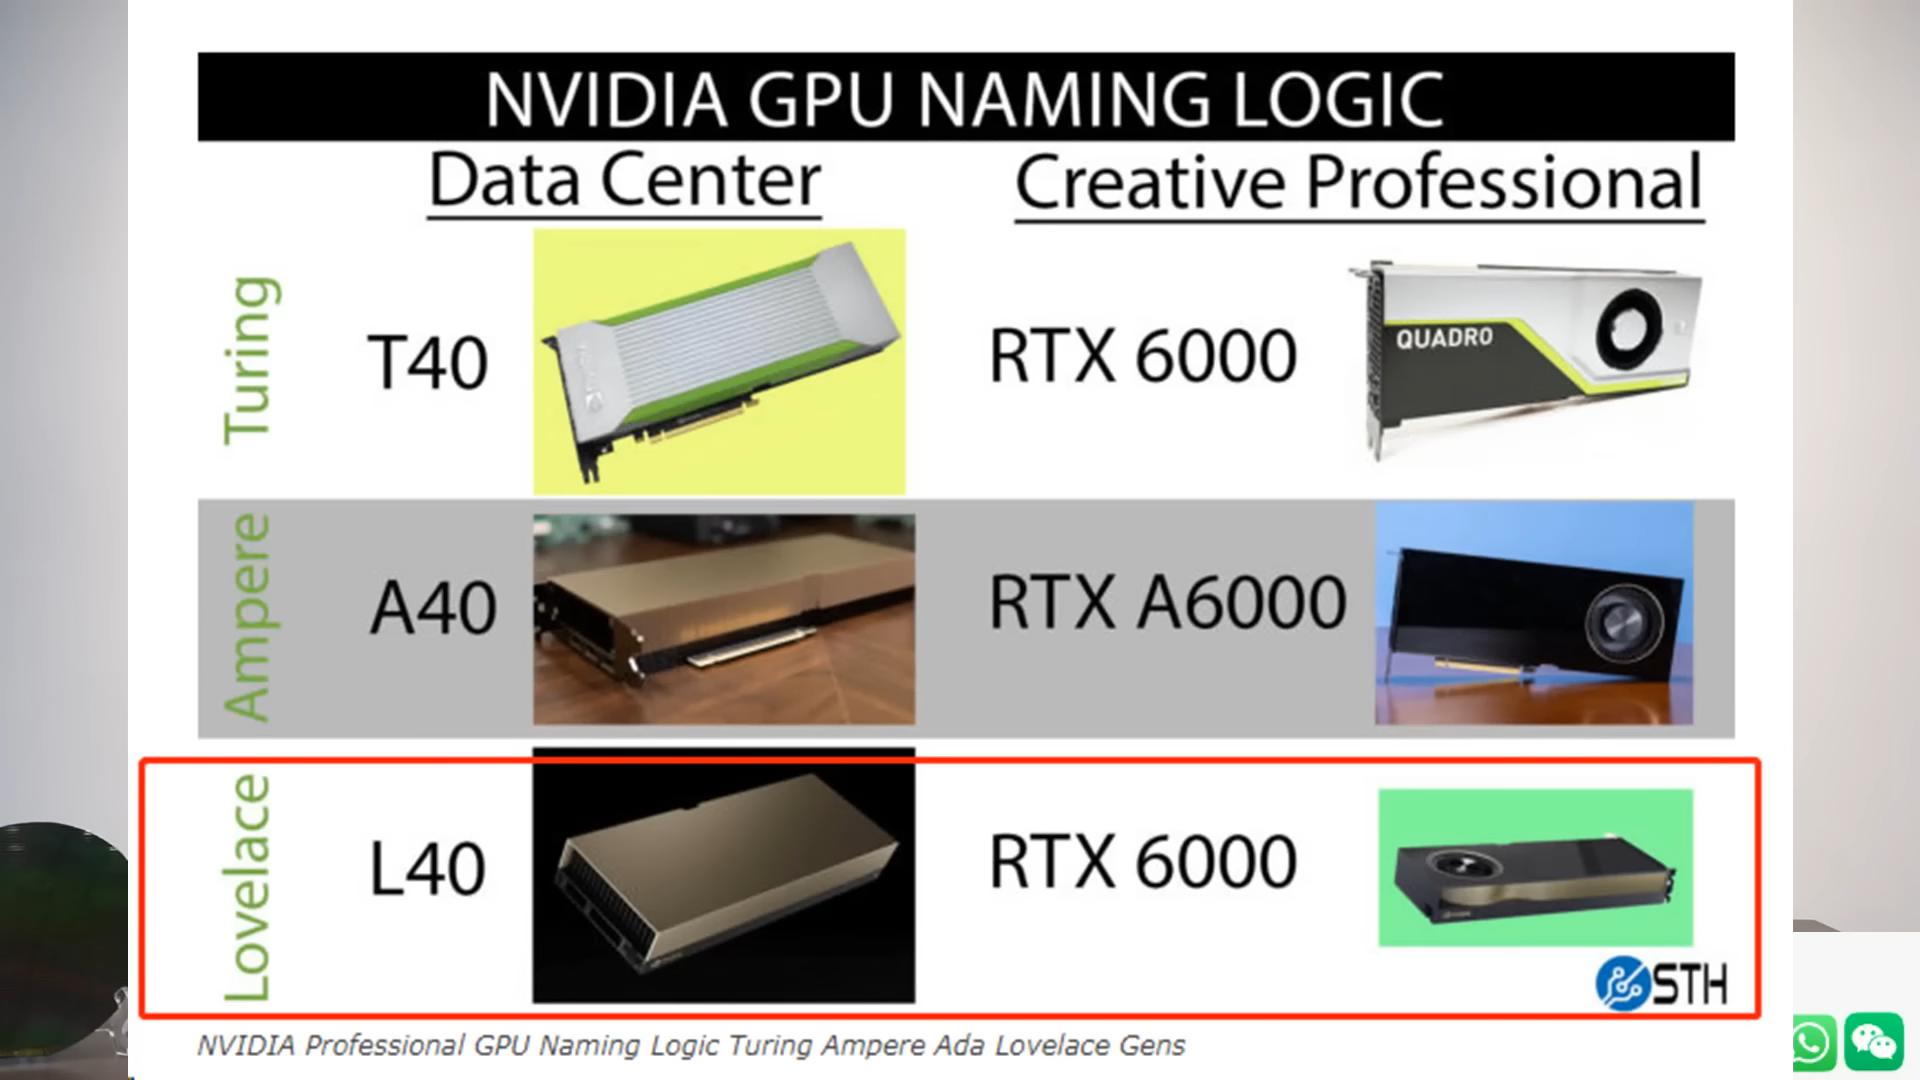 NVIDIA GPU NAMING LOGIC
Data Center
Creative Professional
Turing
T40
RTX 6000
QUADRO
Ampere
A40
RTX A6000
Lovelace
L40
RTX 6000
STH
NVIDIA Professional GPU Naming Logic Turing Ampere Ada Lovelace Gens